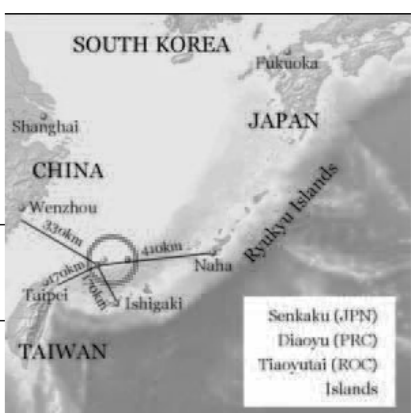 SOUTH KOREA
Fukuoka
JAPAN
Shanghai
CHINA
Wenzhou
330km
410km
Ryukyu Islands
Naha
170km
170km
Taipei
Ishigaki
TAIWAN
Senkaku (JPN)
Diaoyu (PRC)
Tiaoyutai (ROC)
Islands